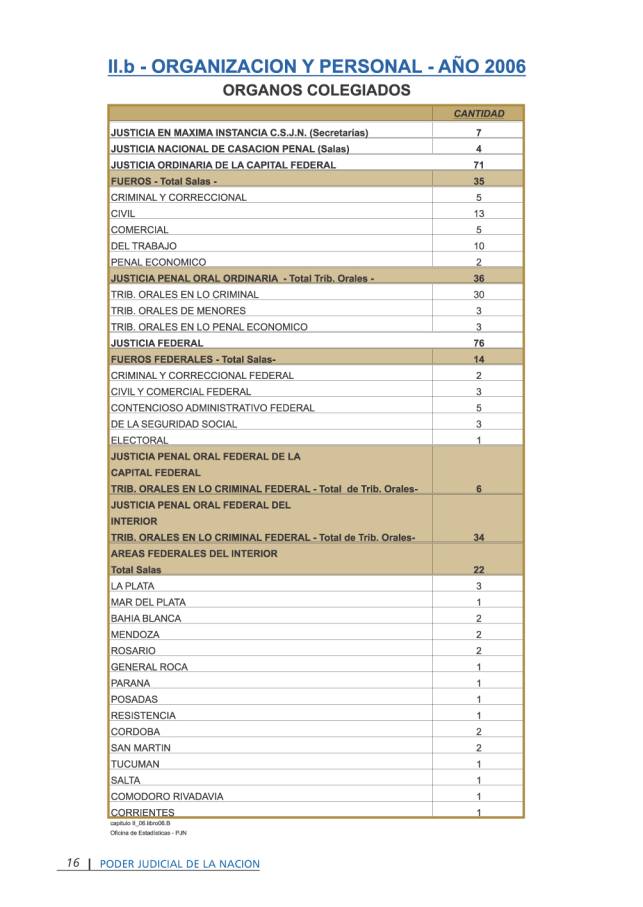 II.b - ORGANIZACION Y PERSONAL - AÑO 2006
ORGANOS COLEGIADOS
CANTIDAD
JUSTICIA EN MAXIMA INSTANCIA C.S.J.N. (Secretarias) 7
JUSTICIA NACIONAL DE CASACION PENAL (Salas) 4
JUSTICIA ORDINARIA DE LA CAPITAL FEDERAL 71
FUEROS - Total Salas - 35
CRIMINAL Y CORRECCIONAL 5
CIVIL 13
COMERCIAL 5
DEL TRABAJO 10
PENAL ECONOMICO 2
JUSTICIA PENAL ORAL ORDINARIA - Total Trib. Orales - 36
TRIB. ORALES EN LO CRIMINAL 30
TRIB. ORALES DE MENORES 3
TRIB. ORALES EN LO PENAL ECONOMICO 3
JUSTICIA FEDERAL 76
FUEROS FEDERALES - Total Salas- 14
CRIMINAL Y CORRECCIONAL FEDERAL 2
CIVIL Y COMERCIAL FEDERAL 3
CONTENCIOSO ADMINISTRATIVO FEDERAL 5
DE LA SEGURIDAD SOCIAL 3
ELECTORAL 1
JUSTICIA PENAL ORAL FEDERAL DE LA
CAPITAL FEDERAL
TRIB. ORALES EN LO CRIMINAL FEDERAL - Total de Trib. Orales- 6
JUSTICIA PENAL ORAL FEDERAL DEL
INTERIOR
TRIB. ORALES EN LO CRIMINAL FEDERAL - Total de Trib. Orales- 34
AREAS FEDERALES DEL INTERIOR
Total Salas 22
LA PLATA 3
MAR DEL PLATA 1
BAHIA BLANCA 2
MENDOZA 2
ROSARIO 2
GENERAL ROCA 1
PARANA 1
POSADAS 1
RESISTENCIA 1
CORDOBA 2
SAN MARTIN 2
TUCUMAN 1
SALTA 1
COMODORO RIVADAVIA 1
CORRIENTES 1
capitulo II_06.libro06.B
Oficina de Estadísticas - PJN
16 | PODER JUDICIAL DE LA NACION